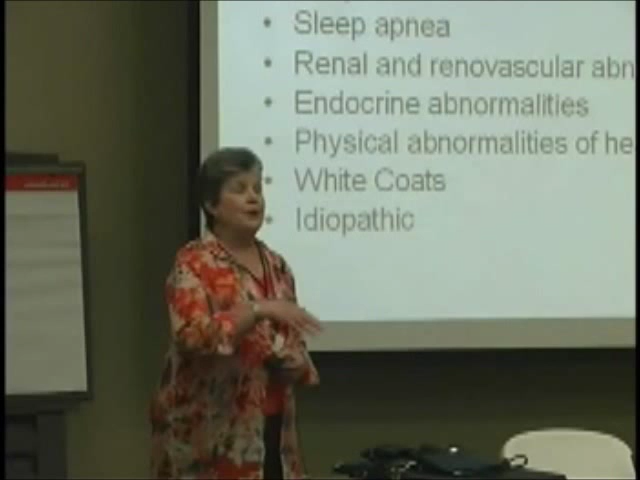 • Sleep apnea
• Renal and renovascular abn
• Endocrine abnormalities
• Physical abnormalities of he
• White Coats
• Idiopathic